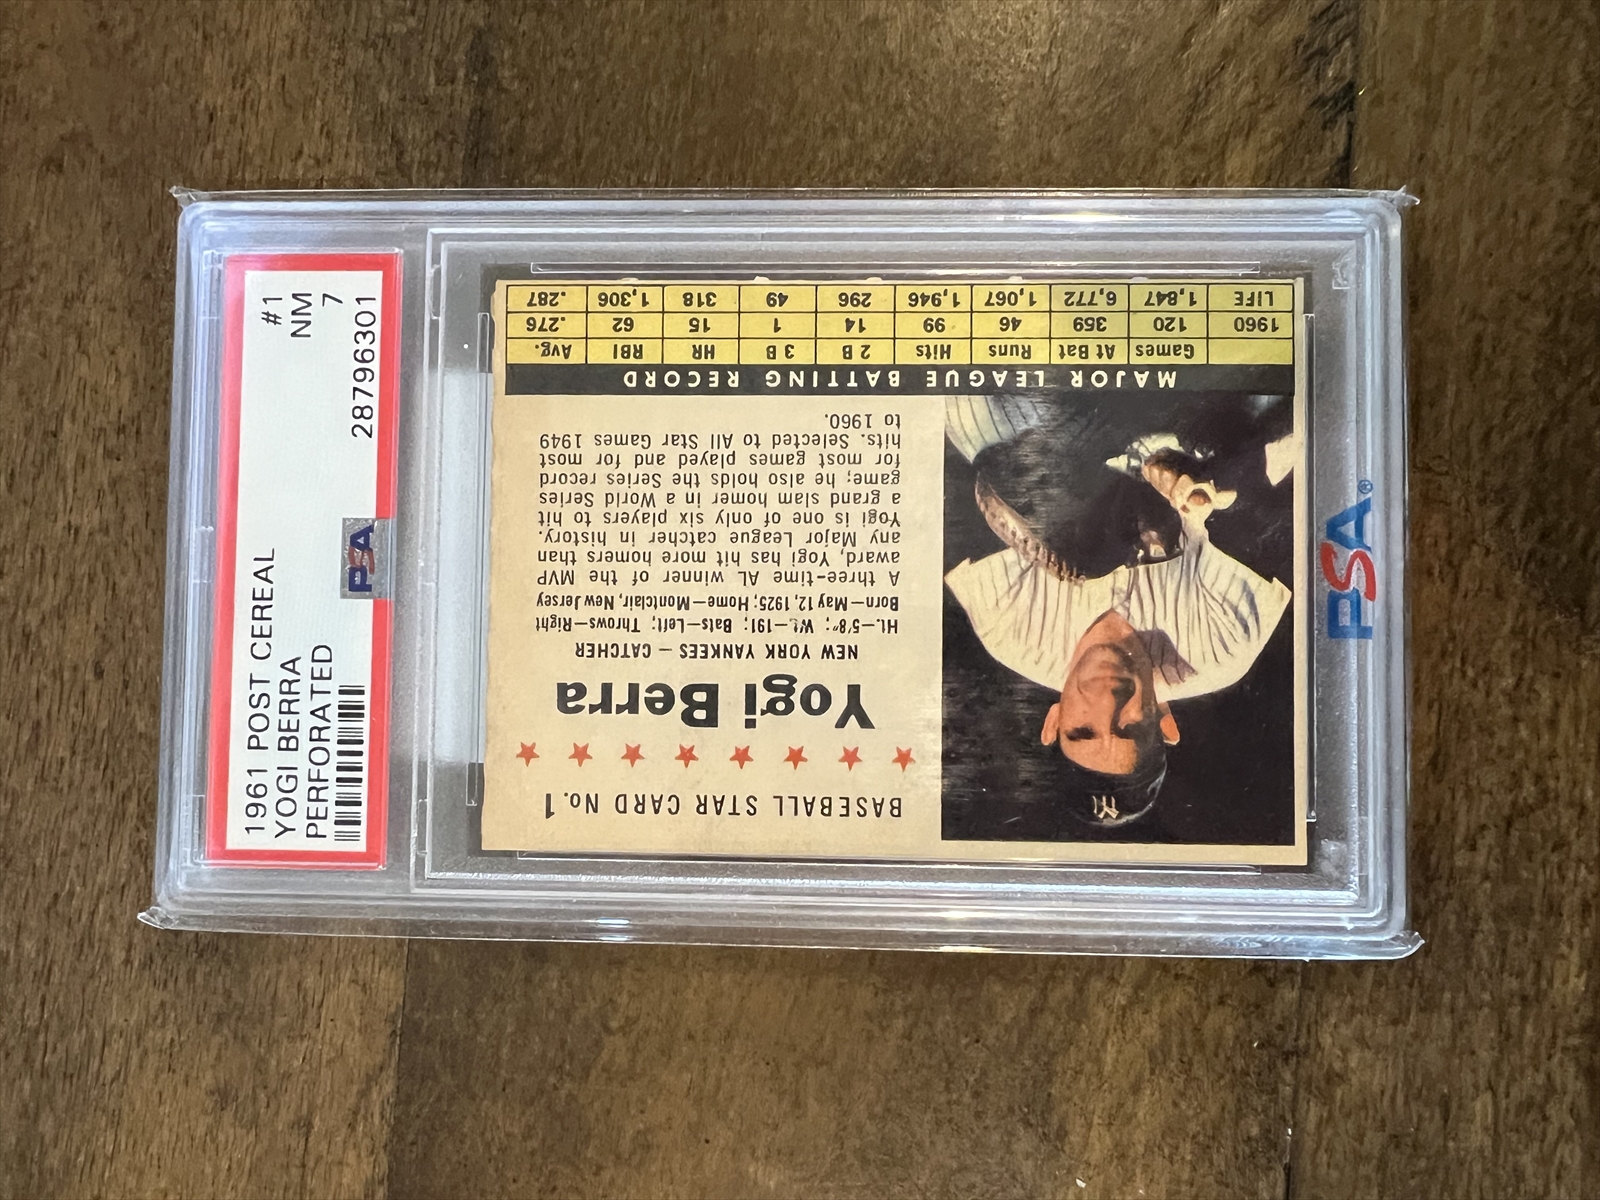 1961 POST CEREAL #1
YOGI BERRA NM
PERFORATED 7
28796301
PSA
BASEBALL STAR CARD No. 1
Yogi Berra
NEW YORK YANKEES — CATCHER
Ht.—5'8"; Wt.—191; Bats—Left; Throws—Right
Born—May 12, 1925; Home—Montclair, New Jersey
A three-time AL winner of the MVP
award, Yogi has hit more homers than
any Major League catcher in history.
Yogi is one of only six players to hit
a grand slam homer in a World Series
game; he also holds the Series record
for most games played and for most
hits. Selected to All Star Games 1949
to 1960.
MAJOR LEAGUE BATTING RECORD
Games At Bat Runs Hits 2 B 3 B HR RBI Avg.
1960 120 359 46 99 14 1 15 62 .276
LIFE 1,847 6,772 1,067 1,946 296 49 318 1,306 .287
NY
PSA®